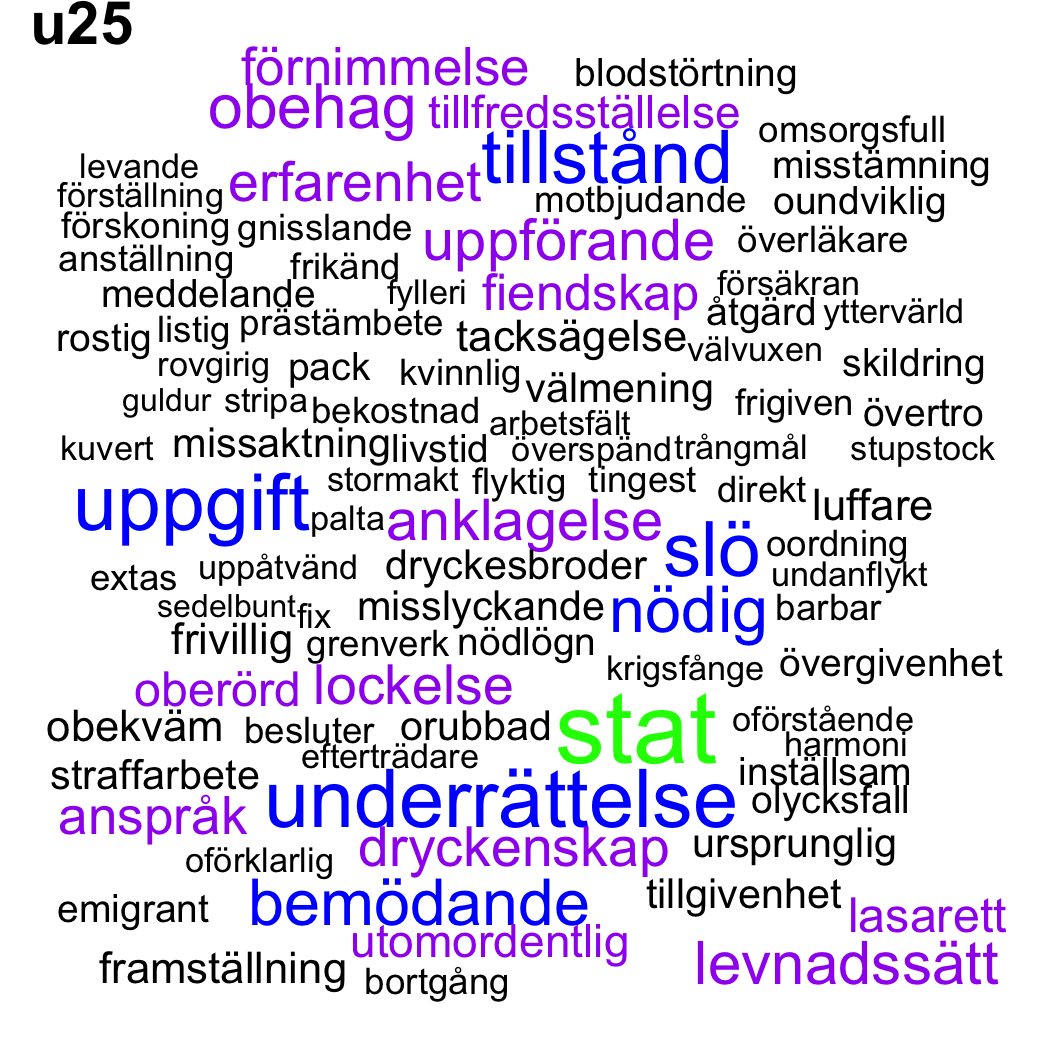 u25
förnimmelse blodstörtning
obehag tillfredsställelse
omsorgsfull
levande erfarenhet tillstånd misstämning
förställning motbjudande oundviklig
förskoning gnisslande uppförande överläkare
anställning frikänd
meddelande fylleri fiendskap försäkran
rostig listig prästämbete tacksägelse åtgärd yttervärld
rovgirig pack kvinnlig välvuxen skildring
guldur stripa bekostnad välmening frigiven övertro
arbetsfält
kuvert missaktning livstid överspänd trångmål stupstock
uppgift stormakt flyktig tingest direkt luffare
palta anklagelse
slö oordning
extas uppåtvänd dryckesbroder undanflykt
sedelbunt fix misslyckande nödig barbar
frivillig grenverk nödlögn
krigsfånge övergivenhet
oberörd lockelse
obekväm besluter orubbad stat oförstående
efterträdare harmoni
straffarbete inställsam
anspråk underrättelse olycksfall
oförklarlig dryckenskap ursprunglig
emigrant bemödande tillgivenhet lasarett
utomordentlig
framställning bortgång levnadssätt